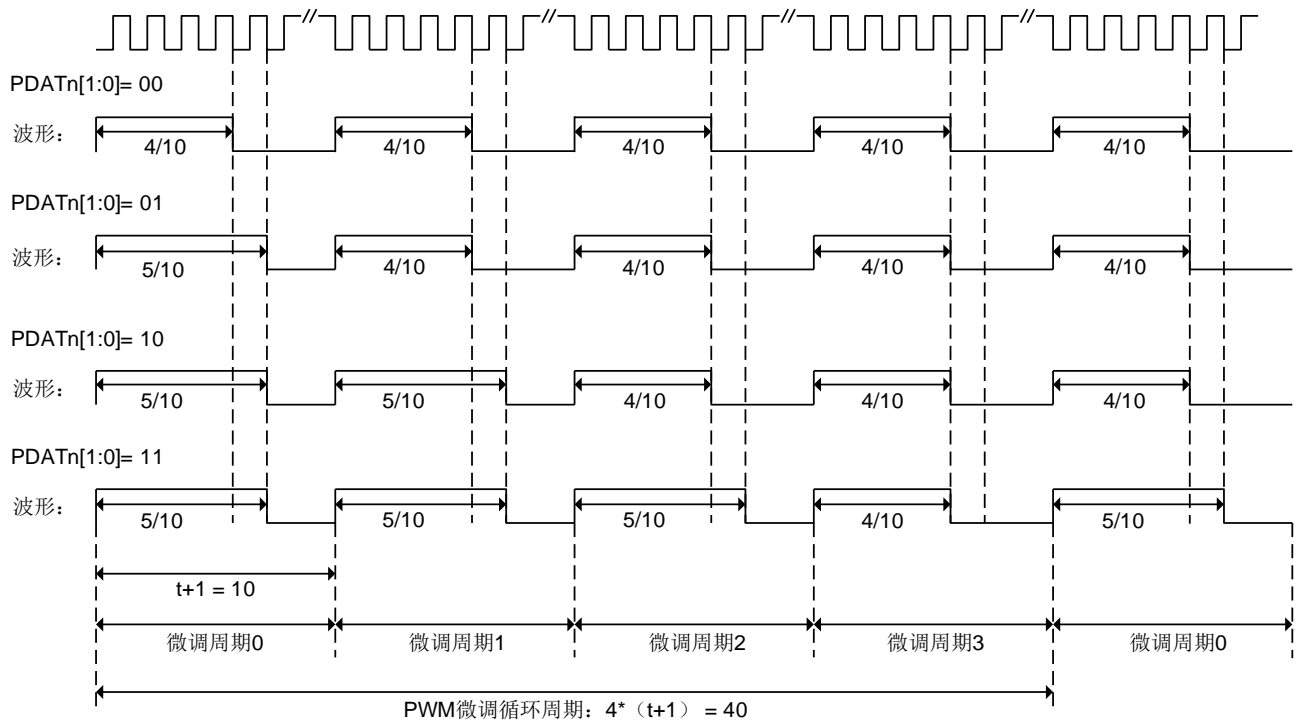 PDATn[1:0]= 00
波形： 4/10 4/10 4/10 4/10 4/10
PDATn[1:0]= 01
波形： 5/10 4/10 4/10 4/10 4/10
PDATn[1:0]= 10
波形： 5/10 5/10 4/10 4/10 4/10
PDATn[1:0]= 11
波形： 5/10 5/10 5/10 4/10 5/10
t+1 = 10
微调周期0 微调周期1 微调周期2 微调周期3 微调周期0
PWM微调循环周期：4*（t+1） = 40